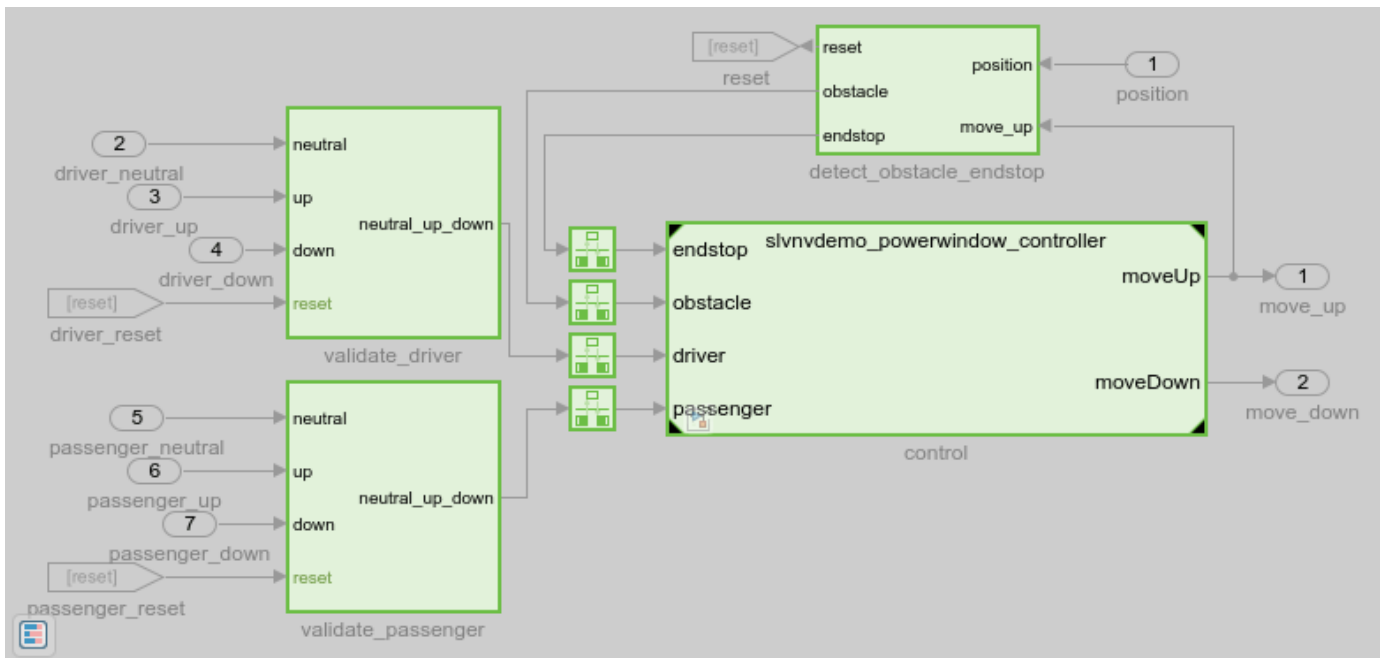 [reset]
reset
reset
obstacle
endstop
position
move_up
detect_obstacle_endstop
1
position
2
driver_neutral
3
driver_up
4
driver_down
[reset]
driver_reset
neutral
up
down
reset
neutral_up_down
validate_driver
5
passenger_neutral
6
passenger_up
7
passenger_down
[reset]
passenger_reset
neutral
up
down
reset
neutral_up_down
validate_passenger
slvnvdemo_powerwindow_controller
endstop
obstacle
driver
passenger
moveUp
moveDown
control
1
move_up
2
move_down